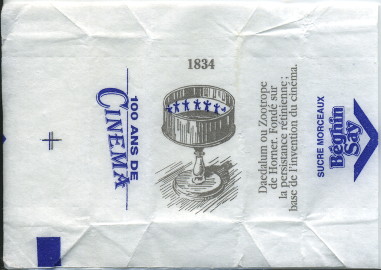 1834
100 ANS DE
CINEMA
Daedalum ou Zootrope
de Horner. Fondé sur
la persistance rétinienne:
base de l'invention du cinéma.
SUCRE MORCEAUX
Béghin
Say